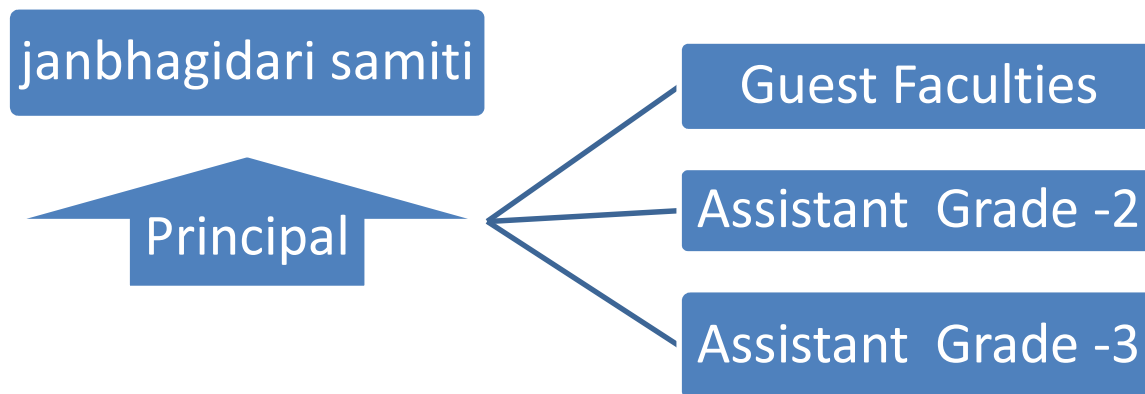 janbhagidari samiti
Principal
Guest Faculties
Assistant  Grade -2
Assistant  Grade -3